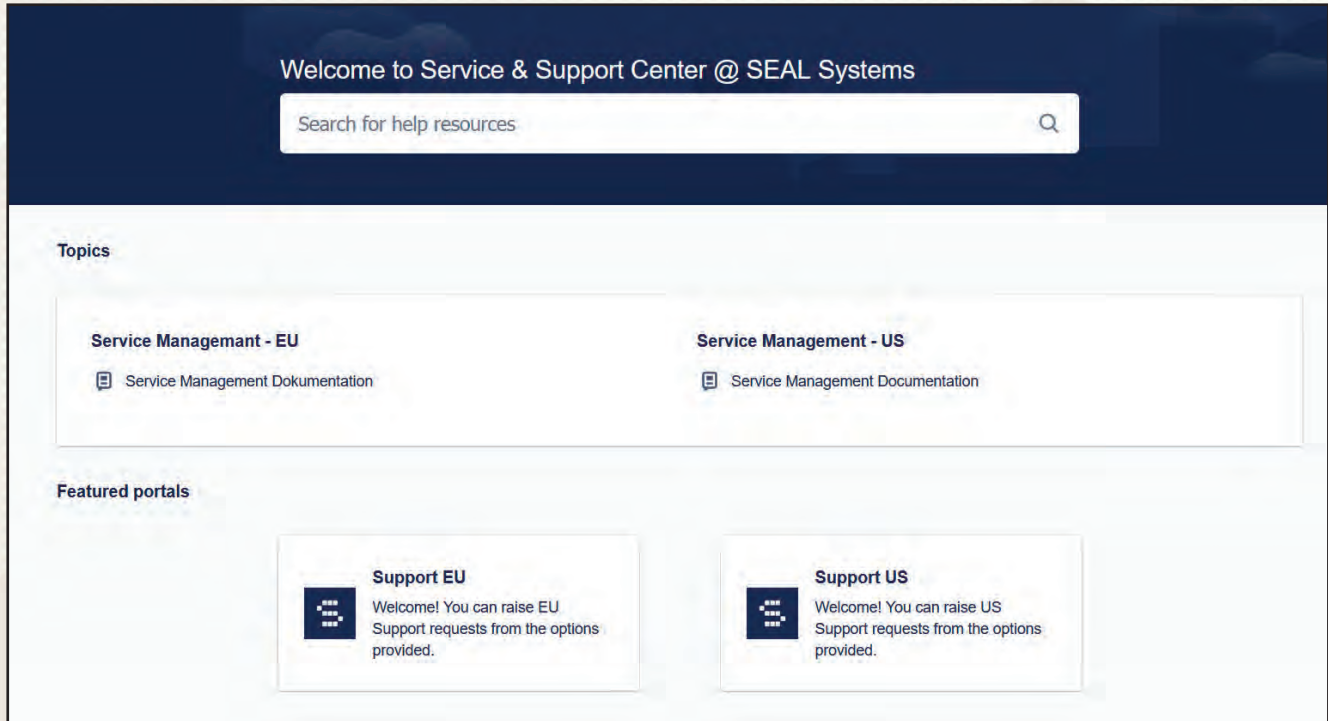 Welcome to Service & Support Center @ SEAL Systems
Search for help resources
Topics
Service Managemant - EU
Service Management Dokumentation
Service Management - US
Service Management Documentation
Featured portals
Support EU
Welcome! You can raise EU
Support requests from the options
provided.
Support US
Welcome! You can raise US
Support requests from the options
provided.